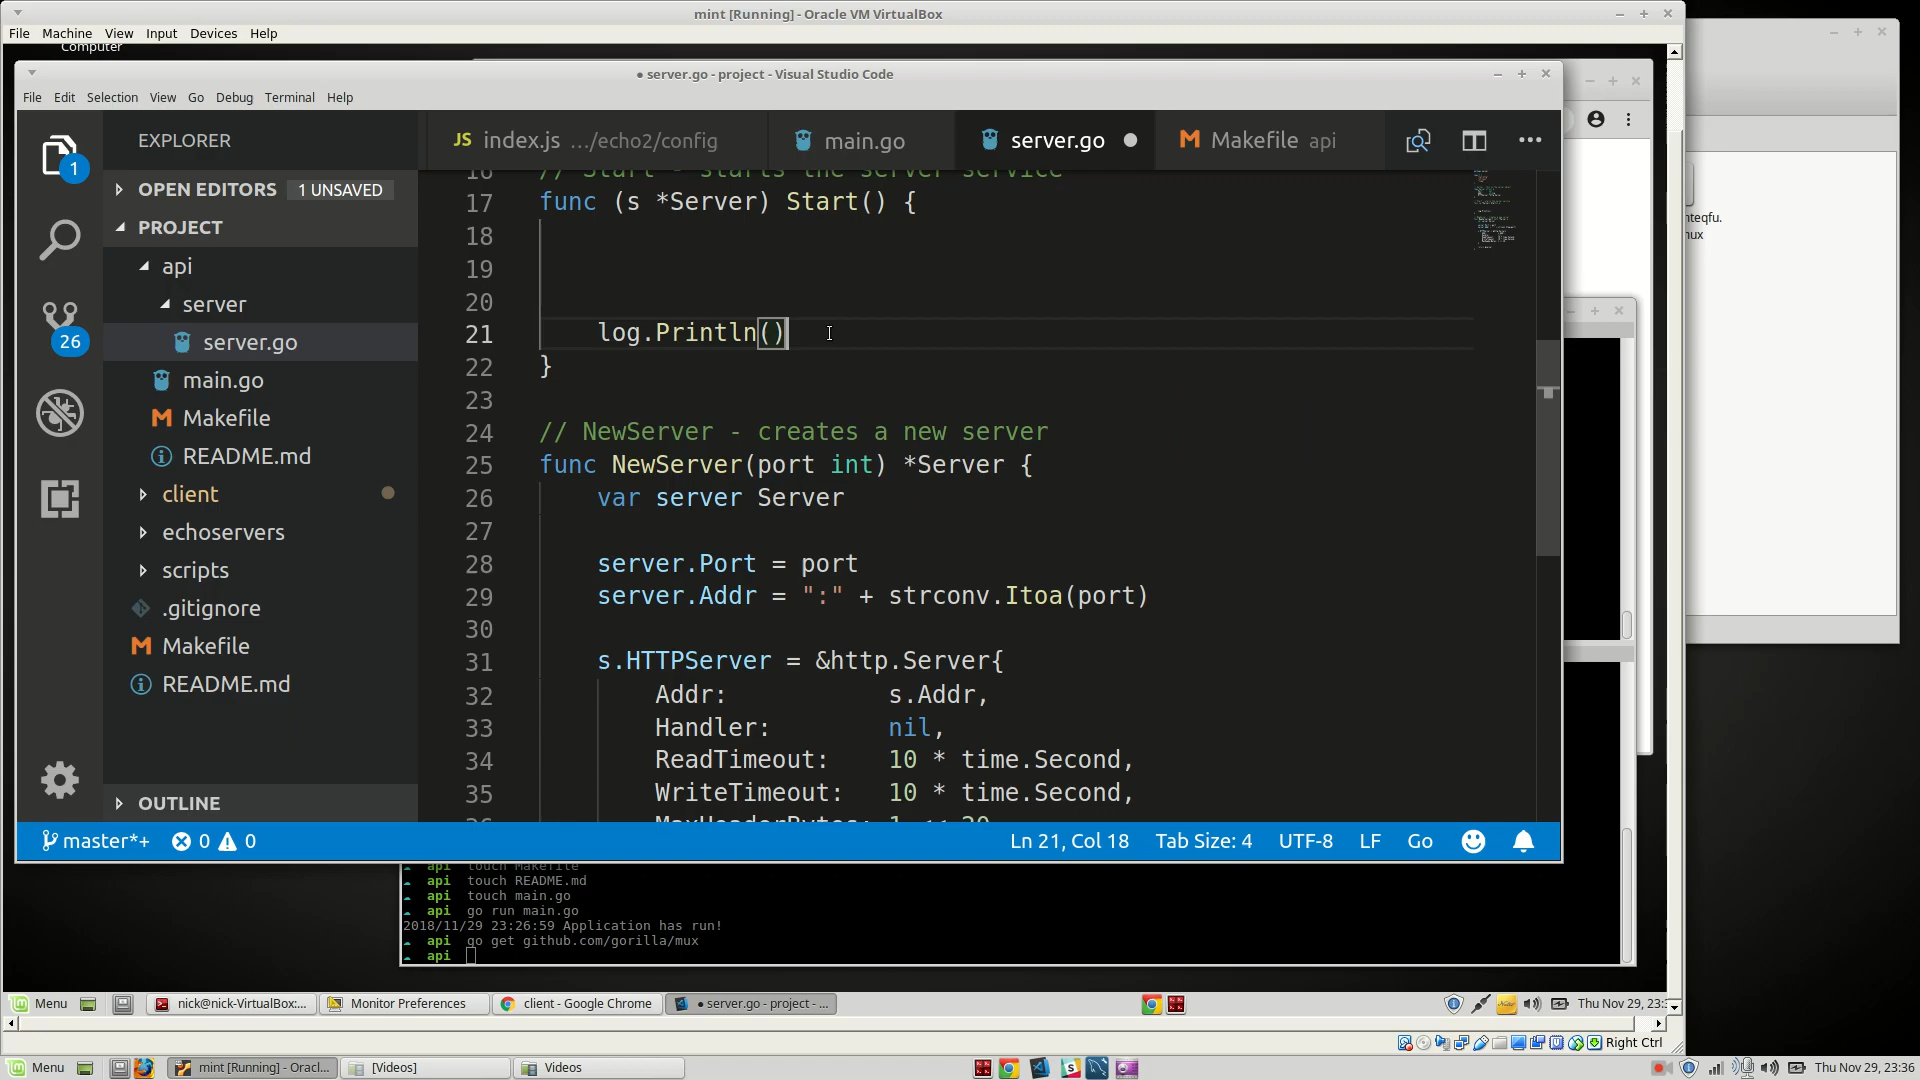 mint [Running] - Oracle VM VirtualBox
File Machine View Input Devices Help
Computer
● server.go - project - Visual Studio Code
File Edit Selection View Go Debug Terminal Help
EXPLORER
JS index.js .../echo2/config
main.go
server.go
M Makefile api
1
OPEN EDITORS 1 UNSAVED
PROJECT
api
server
server.go
main.go
M Makefile
README.md
client
echoservers
scripts
.gitignore
M Makefile
README.md
OUTLINE
26
16 // Start - starts the server service
17 func (s *Server) Start() {
18
19
20
21 log.Println()
22 }
23
24 // NewServer - creates a new server
25 func NewServer(port int) *Server {
26 var server Server
27
28 server.Port = port
29 server.Addr = ":" + strconv.Itoa(port)
30
31 s.HTTPServer = &http.Server{
32 Addr: s.Addr,
33 Handler: nil,
34 ReadTimeout: 10 * time.Second,
35 WriteTimeout: 10 * time.Second,
36 MaxHeaderBytes: 1 << 20
master*+ 0 0
Ln 21, Col 18 Tab Size: 4 UTF-8 LF Go
nteqfu.
nux
api touch Makefile
api touch README.md
api touch main.go
api go run main.go
2018/11/29 23:26:59 Application has run!
api go get github.com/gorilla/mux
api
Menu
nick@nick-VirtualBox:...
Monitor Preferences
client - Google Chrome
● server.go - project - ...
Thu Nov 29, 23:3
Right Ctrl
Menu
mint [Running] - Oracl...
[Videos]
Videos
Thu Nov 29, 23:36